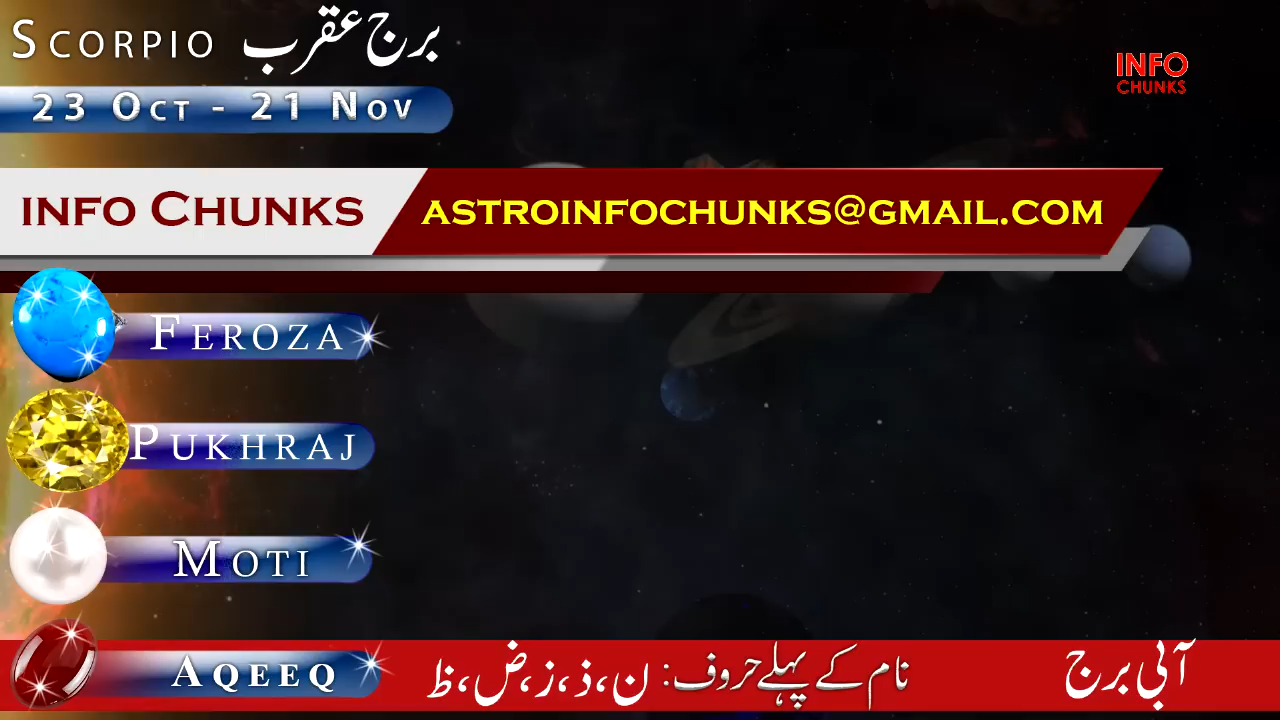 SCORPIO برج عقرب
23 OCT - 21 NOV
INFO
CHUNKS
INFO CHUNKS ASTROINFOCHUNKS@GMAIL.COM
FEROZA
PUKHRAJ
MOTI
AQEEQ
نام کے پہلے حروف: ن، ذ، ز، ض، ظ
آبی برج